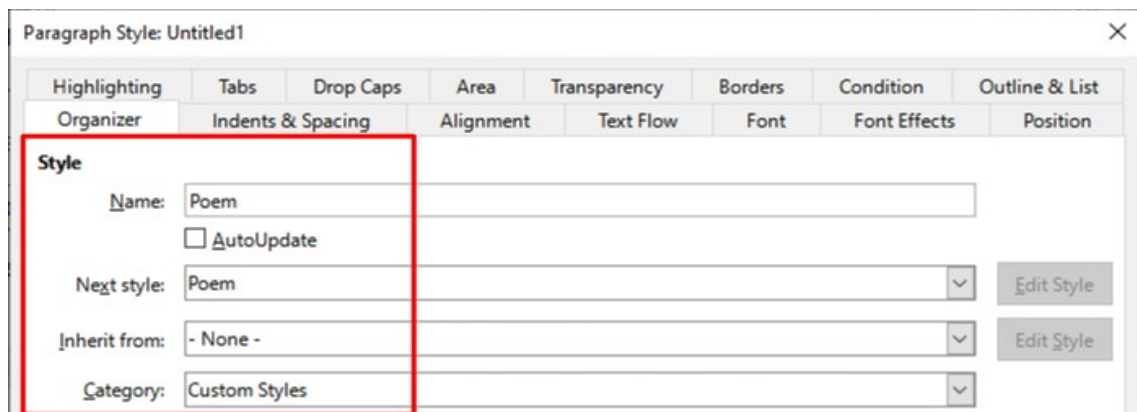 Paragraph Style: Untitled1
Highlighting Tabs Drop Caps Area Transparency Borders Condition Outline & List
Organizer Indents & Spacing Alignment Text Flow Font Font Effects Position
Style
Name: Poem
AutoUpdate
Next style: Poem Edit Style
Inherit from: - None - Edit Style
Category: Custom Styles